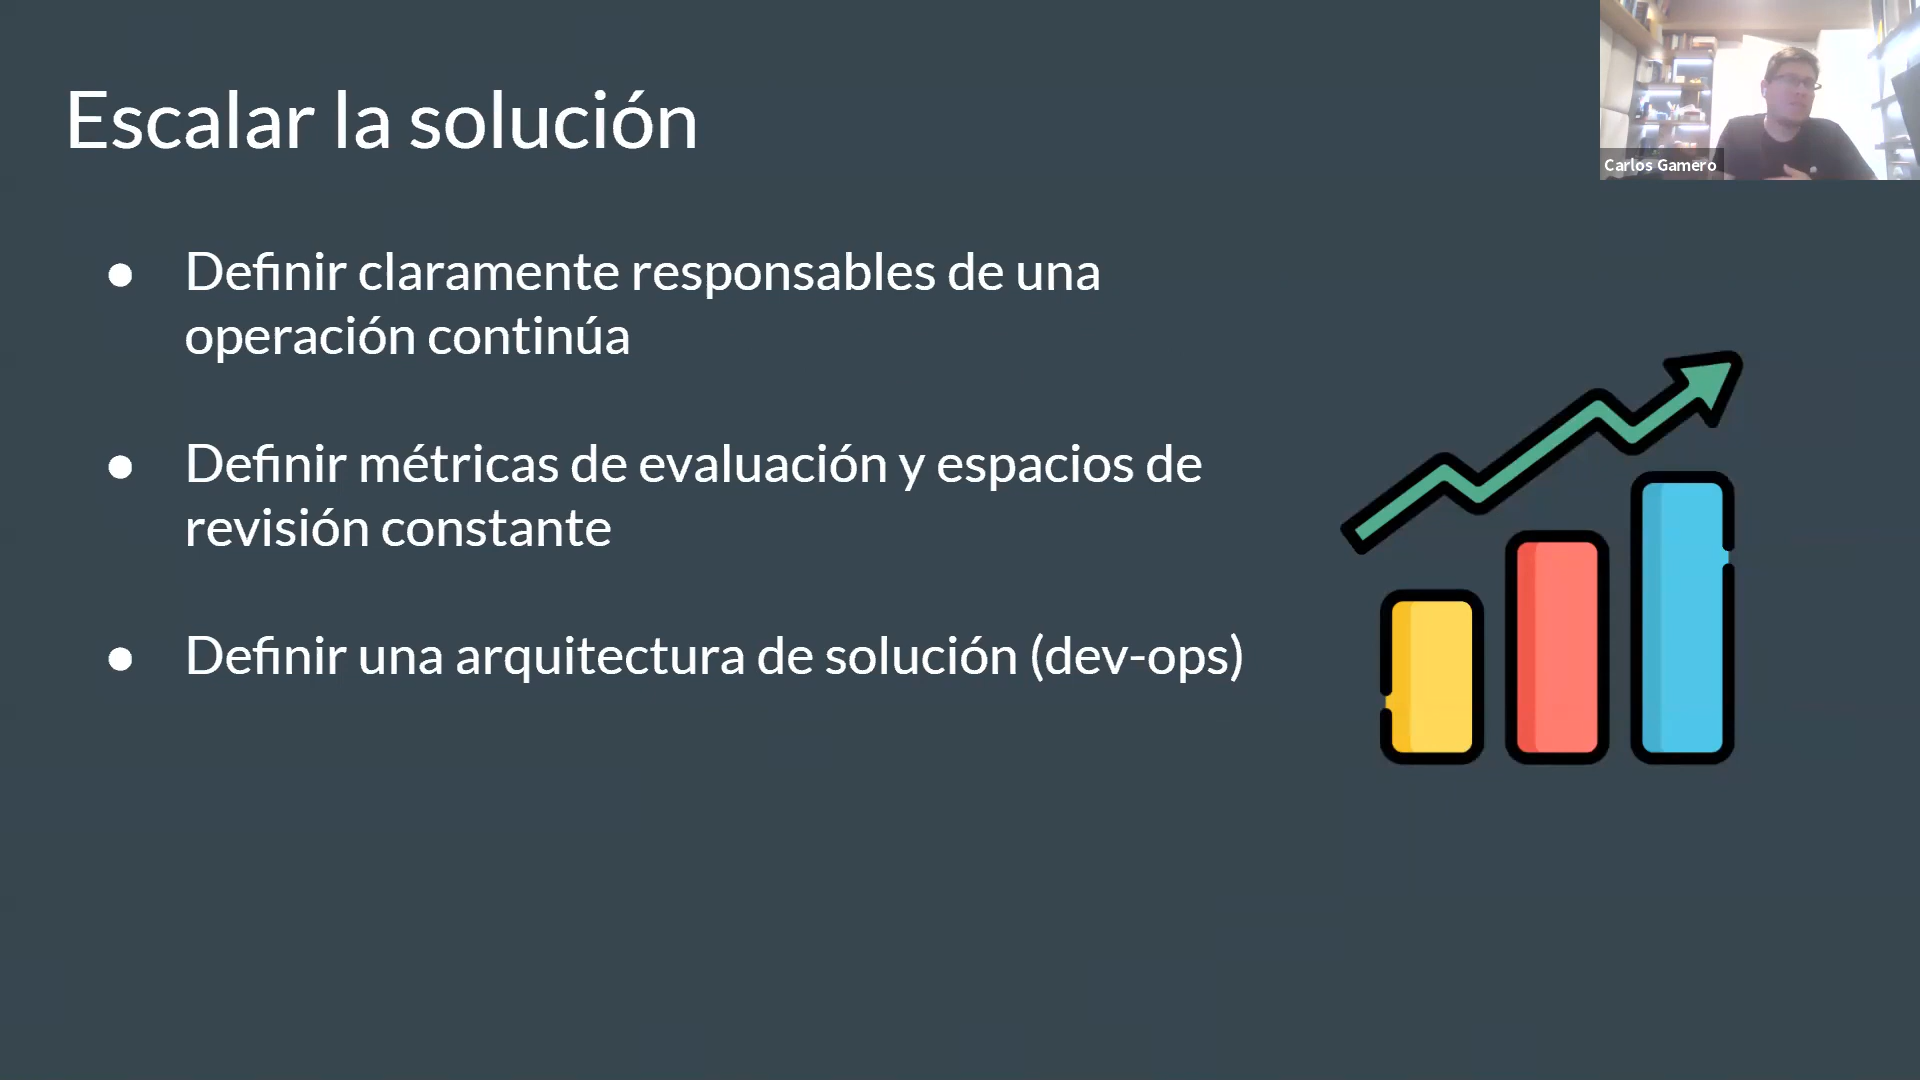 Escalar la solución
Carlos Gamero
● Definir claramente responsables de una
operación continúa
● Definir métricas de evaluación y espacios de
revisión constante
● Definir una arquitectura de solución (dev-ops)